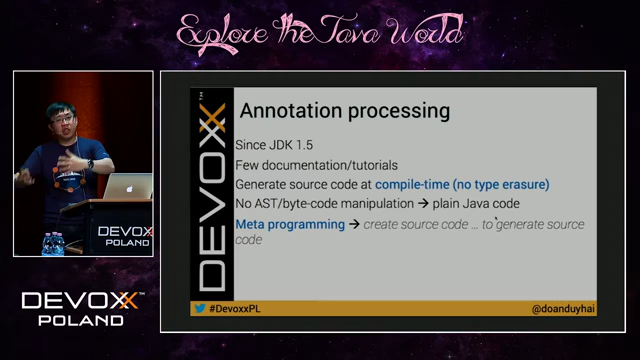 Explore the Java World
DEVOXX™
Annotation processing
Since JDK 1.5
Few documentation/tutorials
Generate source code at compile-time (no type erasure)
No AST/byte-code manipulation → plain Java code
Meta programming → create source code ... to generate source
code
#DevoxxPL
@doanduyhai
DEVOXX
POLAND
DEVOXX™
POLAND